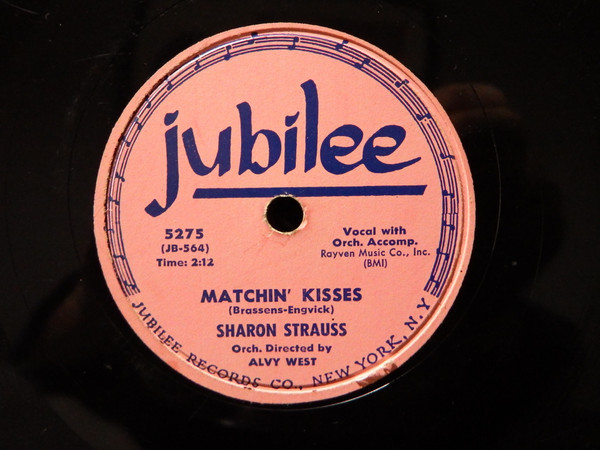 jubilee
5275
(JB-564)
Time: 2:12
Vocal with
Orch. Accomp.
Rayven Music Co., Inc.
(BMI)
MATCHIN' KISSES
(Brassens-Engvick)
SHARON STRAUSS
Orch. Directed by
ALVY WEST
JUBILEE RECORDS CO., NEW YORK, N.Y.